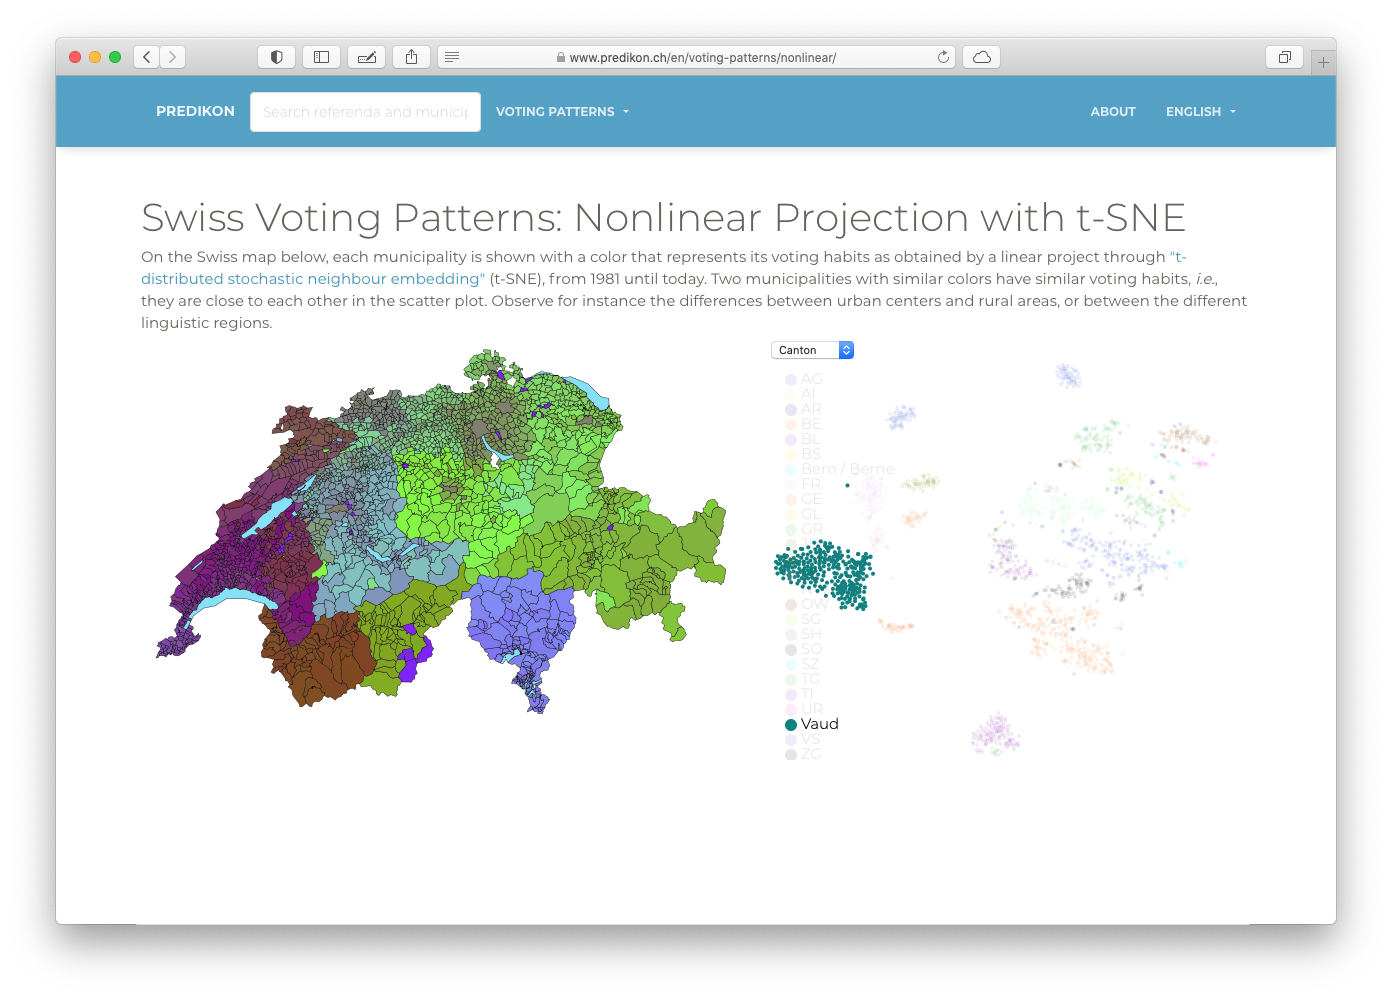 www.predikon.ch/en/voting-patterns/nonlinear/
PREDIKON
Search referenda and municip
VOTING PATTERNS
ABOUT
ENGLISH
Swiss Voting Patterns: Nonlinear Projection with t-SNE
On the Swiss map below, each municipality is shown with a color that represents its voting habits as obtained by a linear project through "t-
distributed stochastic neighbour embedding" (t-SNE), from 1981 until today. Two municipalities with similar colors have similar voting habits, i.e.,
they are close to each other in the scatter plot. Observe for instance the differences between urban centers and rural areas, or between the different
linguistic regions.
Canton
AG
AI
AR
BE
BL
BS
Bern / Berne
FR
GE
GL
GR
OW
SG
SH
SO
SZ
TG
TI
UR
Vaud
VS
ZG